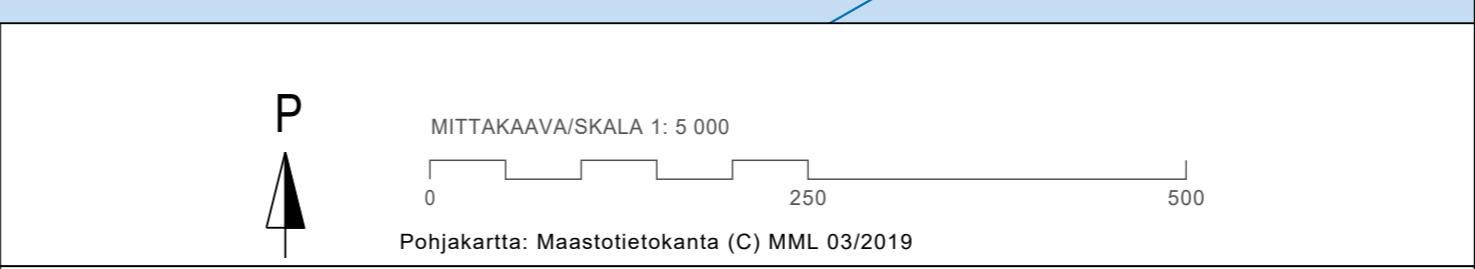 P
MITTAKAAVA/SKALA 1: 5 000
0 250 500
Pohjakartta: Maastotietokanta (C) MML 03/2019